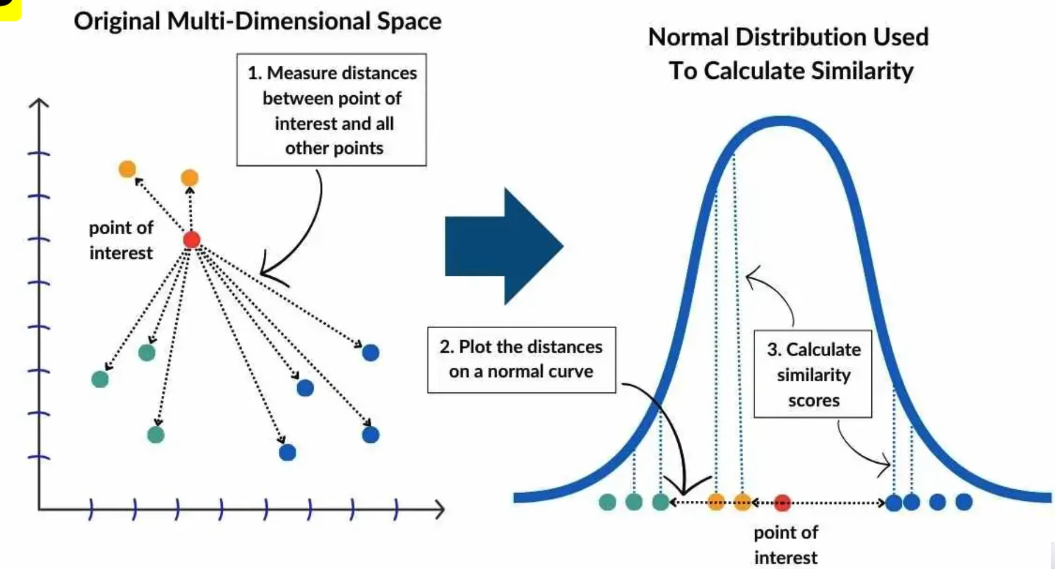 Original Multi-Dimensional Space
1. Measure distances
between point of
interest and all
other points
point of
interest
Normal Distribution Used
To Calculate Similarity
2. Plot the distances
on a normal curve
3. Calculate
similarity
scores
point of
interest